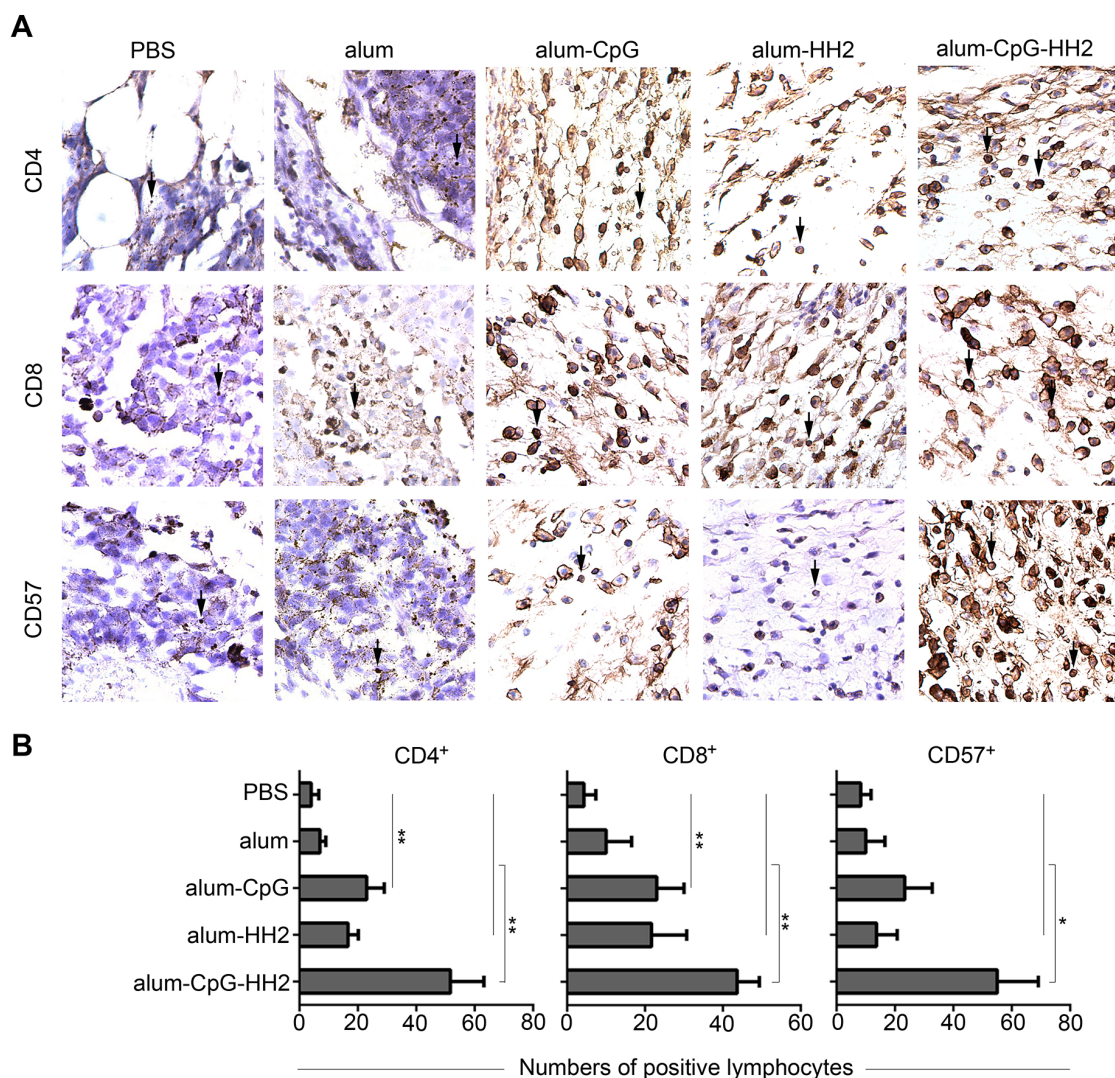 A
PBS alum alum-CpG alum-HH2 alum-CpG-HH2
CD4
CD8
CD57
B
CD4+ CD8+ CD57+
PBS
alum
alum-CpG
alum-HH2
alum-CpG-HH2
** ** ** ** *
0 20 40 60 80 0 20 40 60 0 20 40 60 80
Numbers of positive lymphocytes